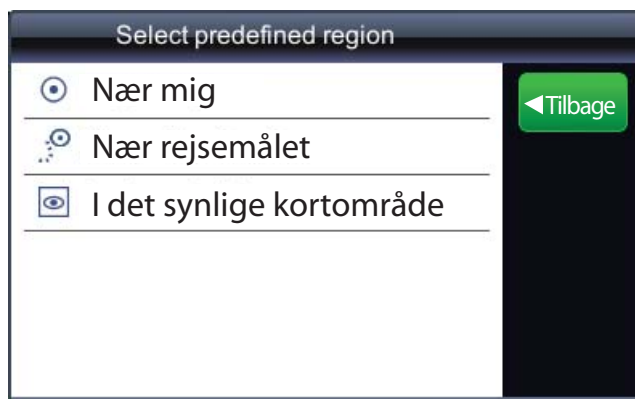 Select predefined region
Nær mig
Tilbage
Nær rejsemålet
I det synlige kortområde